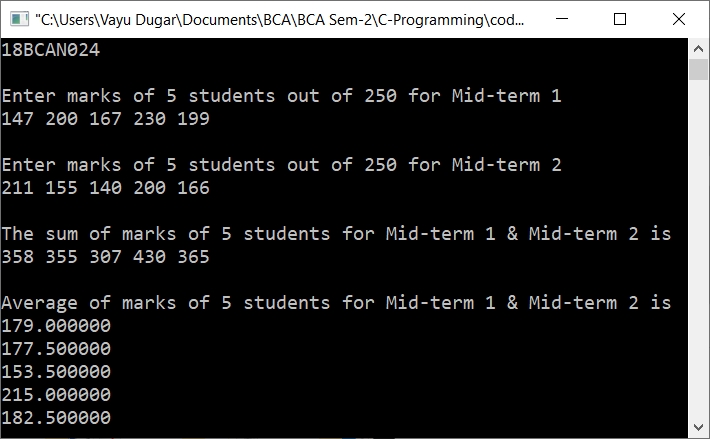 "C:\Users\Vayu Dugar\Documents\BCA\BCA Sem-2\C-Programming\cod...
18BCAN024
Enter marks of 5 students out of 250 for Mid-term 1
147 200 167 230 199
Enter marks of 5 students out of 250 for Mid-term 2
211 155 140 200 166
The sum of marks of 5 students for Mid-term 1 & Mid-term 2 is
358 355 307 430 365
Average of marks of 5 students for Mid-term 1 & Mid-term 2 is
179.000000
177.500000
153.500000
215.000000
182.500000